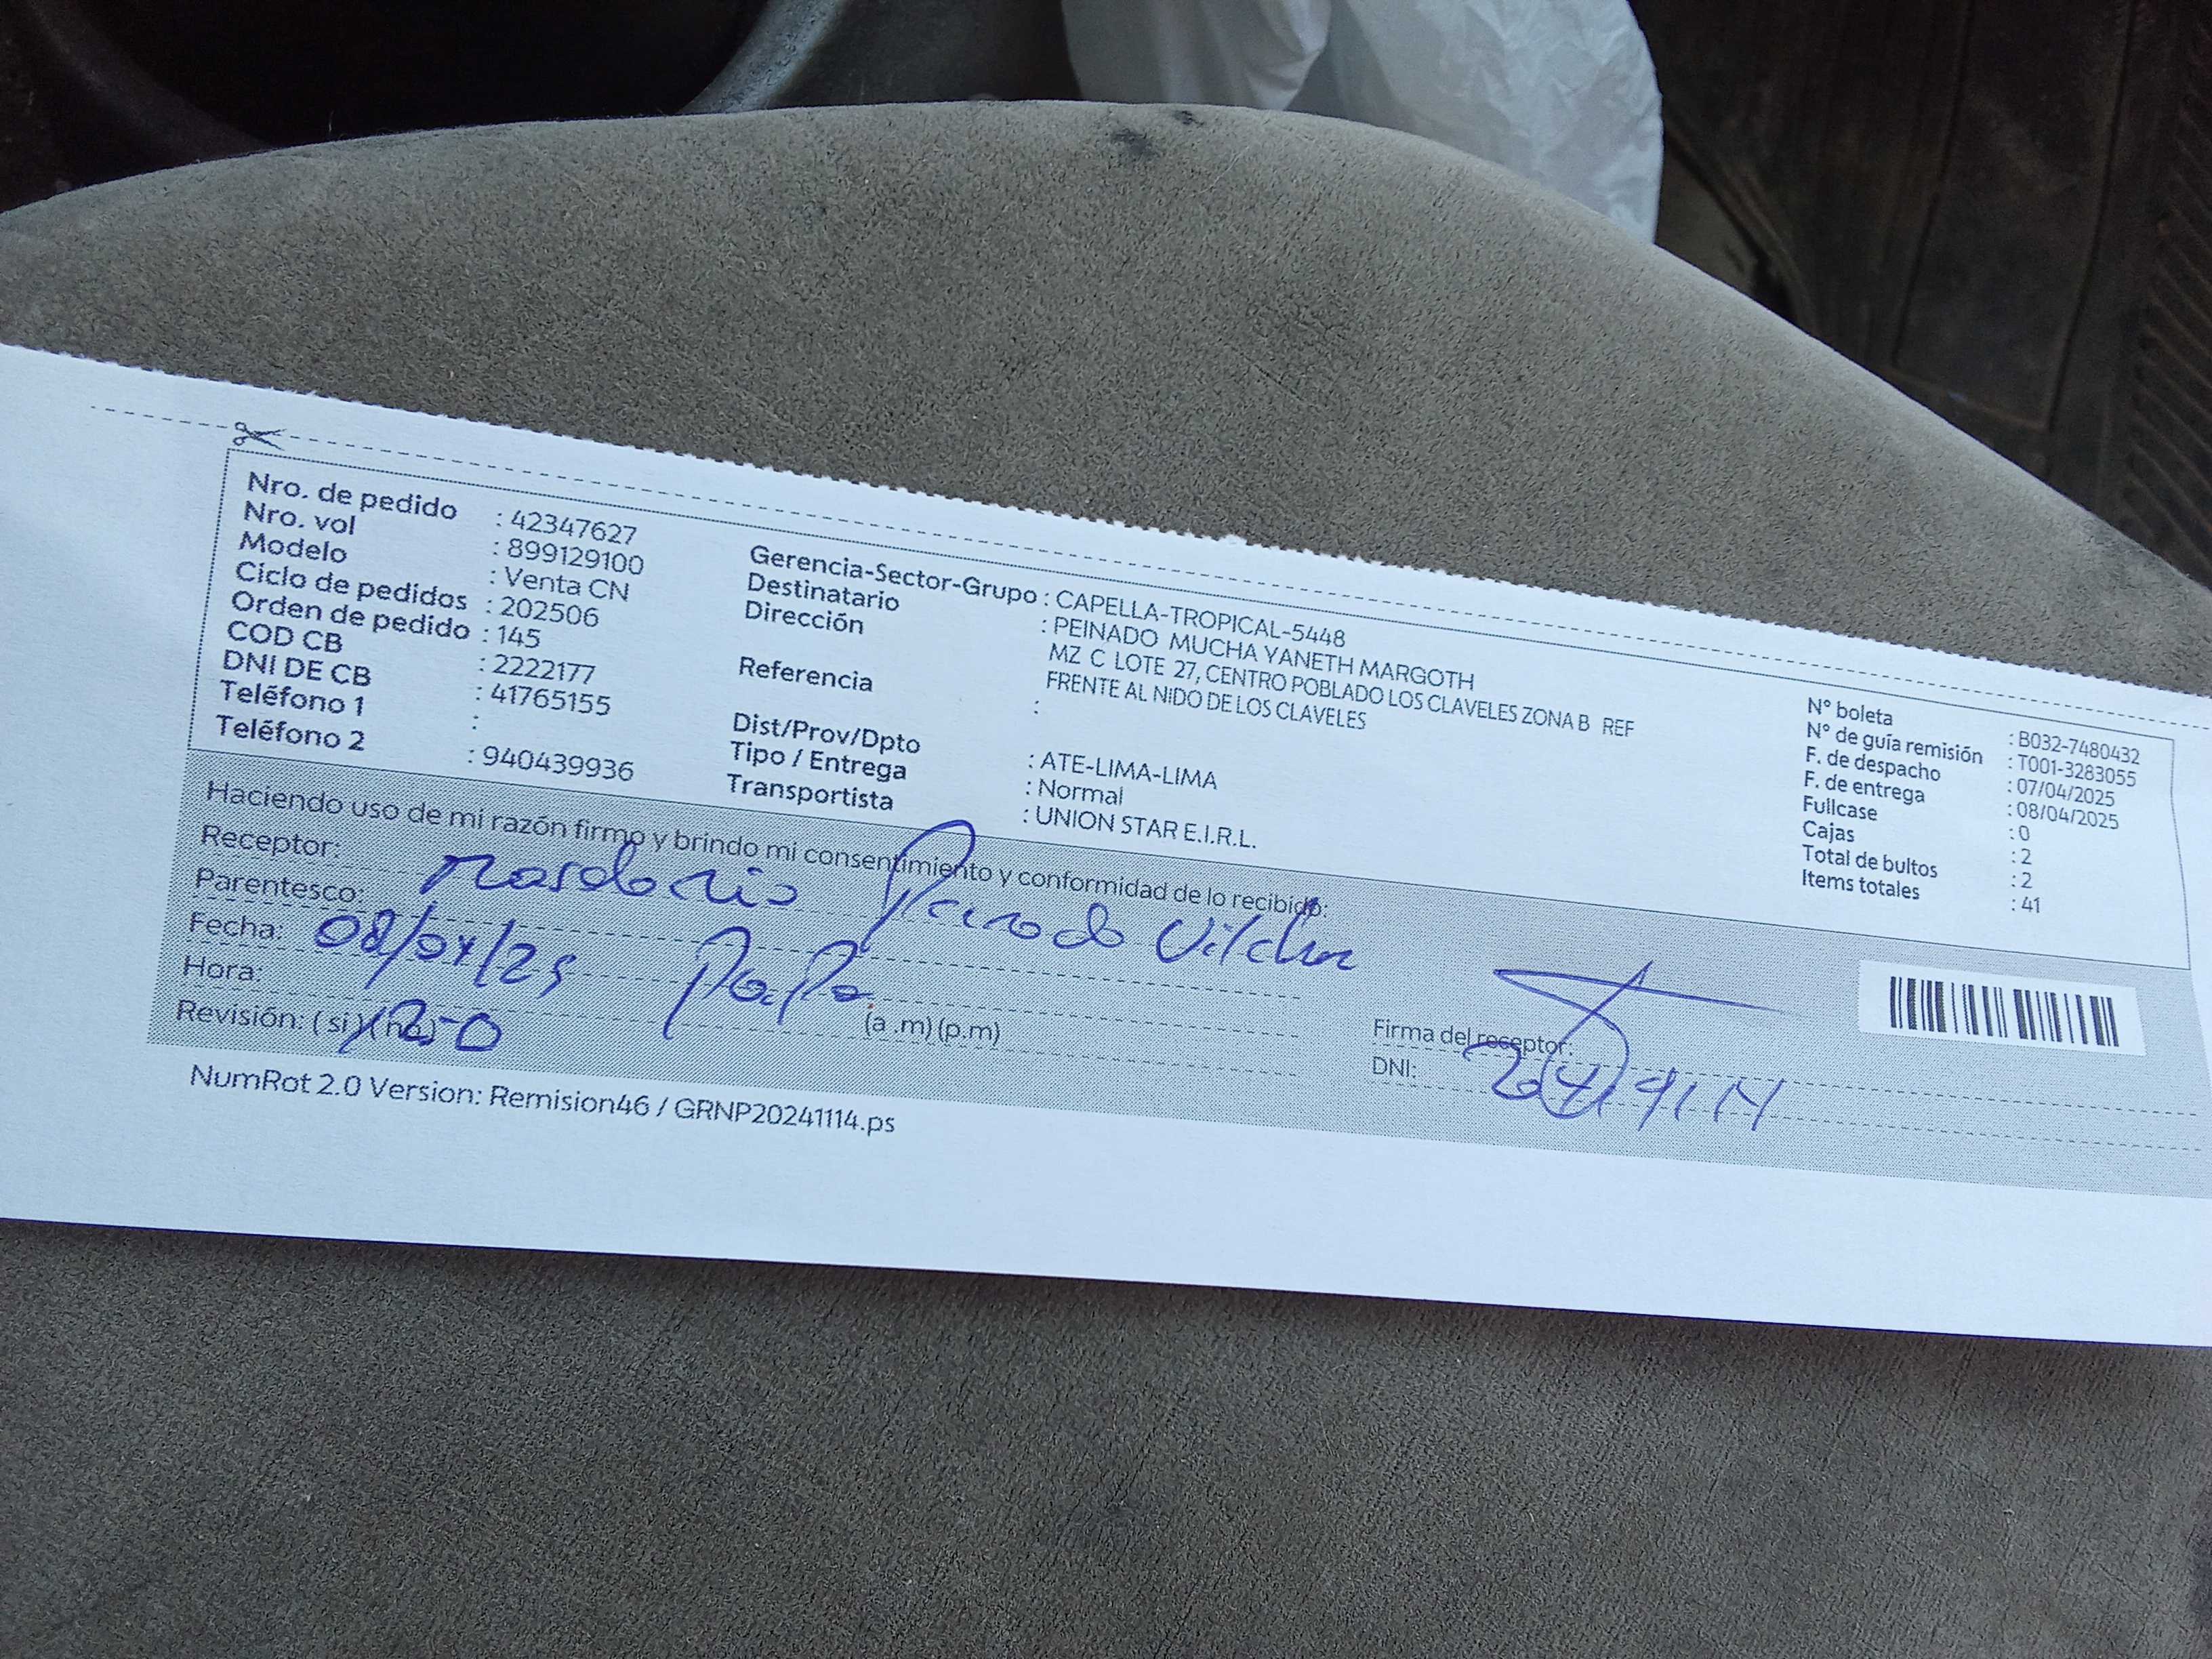 Nro. de pedido : 42347627
Nro. vol : 899129100
Modelo : Venta CN
Ciclo de pedidos : 202506
Orden de pedido : 145
COD CB : 2222177
DNI DE CB : 41765155
Teléfono 1 :
Teléfono 2 : 940439936
Gerencia-Sector-Grupo : CAPELLA-TROPICAL-5448
Destinatario : PEINADO MUCHA YANETH MARGOTH
Dirección MZ C LOTE 27, CENTRO POBLADO LOS CLAVELES ZONA B REF
FRENTE AL NIDO DE LOS CLAVELES
Referencia :
Dist/Prov/Dpto : ATE-LIMA-LIMA
Tipo / Entrega : Normal
Transportista : UNION STAR E.I.R.L.
N° boleta : B032-7480432
N° de guía remisión : T001-3283055
F. de despacho : 07/04/2025
F. de entrega : 08/04/2025
Fullcase : 0
Cajas : 2
Total de bultos : 2
Items totales : 41
Haciendo uso de mi razón firmo y brindo mi consentimiento y conformidad de lo recibido:
Receptor:
Parentesco: Papa
Fecha: 08/04/25
Hora: (a .m) (p.m)
Revisión: ( si ) ( no )
Firma del receptor:
DNI:
NumRot 2.0 Version: Remision46 / GRNP20241114.ps